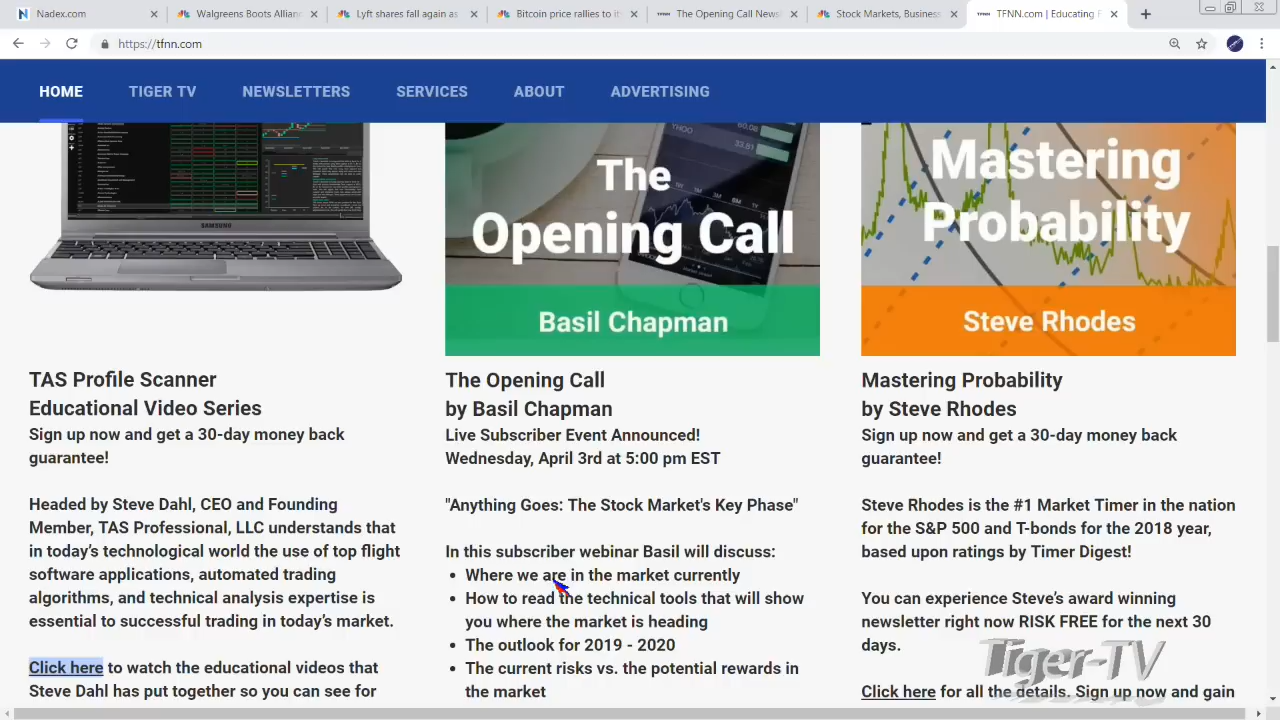 Nadex.com
Walgreens Boots Allian
Lyft shares fall again as
Bitcoin price rallies to it
The Opening Call News
Stock Markets, Business
TFNN.com | Educating
https://tfnn.com
HOME
TIGER TV
NEWSLETTERS
SERVICES
ABOUT
ADVERTISING
SAMSUNG
TAS Profile Scanner
Educational Video Series
Sign up now and get a 30-day money back
guarantee!
Headed by Steve Dahl, CEO and Founding
Member, TAS Professional, LLC understands that
in today's technological world the use of top flight
software applications, automated trading
algorithms, and technical analysis expertise is
essential to successful trading in today's market.
Click here to watch the educational videos that
Steve Dahl has put together so you can see for
YHOO
60.08
33.81
The
Opening Call
Basil Chapman
The Opening Call
by Basil Chapman
Live Subscriber Event Announced!
Wednesday, April 3rd at 5:00 pm EST
"Anything Goes: The Stock Market's Key Phase"
In this subscriber webinar Basil will discuss:
• Where we are in the market currently
• How to read the technical tools that will show
you where the market is heading
• The outlook for 2019 - 2020
• The current risks vs. the potential rewards in
the market
Mastering
Probability
Steve Rhodes
Mastering Probability
by Steve Rhodes
Sign up now and get a 30-day money back
guarantee!
Steve Rhodes is the #1 Market Timer in the nation
for the S&P 500 and T-bonds for the 2018 year,
based upon ratings by Timer Digest!
You can experience Steve's award winning
newsletter right now RISK FREE for the next 30
days.
Click here for all the details. Sign up now and gain
Tiger-TV